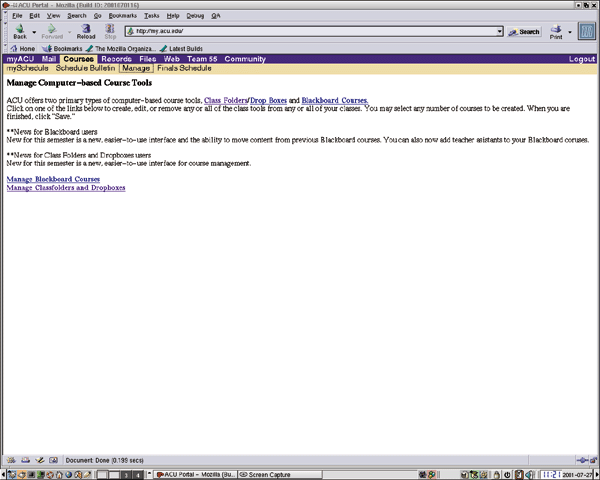 ACU Portal - Mozilla {Build ID: 2001070116}
File Edit View Search Go Bookmarks Tasks Help Debug QA
Back Forward Reload Stop http://my.acu.edu/ Search Print
Home Bookmarks The Mozilla Organiza... Latest Builds
myACU Mail Courses Records Files Web Team 55 Community Logout
mySchedule Schedule Bulletin Manage Finals Schedule
Manage Computer-based Course Tools
ACU offers two primary types of computer-based course tools, Class Folders/Drop Boxes and Blackboard Courses.
Click on one of the links below to create, edit, or remove any or all of the class tools from any or all of your classes. You may select any number of courses to be created. When you are
finished, click "Save."
**News for Blackboard users
New for this semester is a new, easier-to-use interface and the ability to move content from previous Blackboard courses. You can also now add teacher asistants to your Blackboard coruses.
**News for Class Folders and Dropboxes users
New for this semester is a new, easier-to-use interface for course management.
Manage Blackboard Courses
Manage Classfolders and Dropboxes
Document: Done (0.199 secs)
ACU Portal - Mozilla {Bu... Screen Capture 11:21 2001-07-27